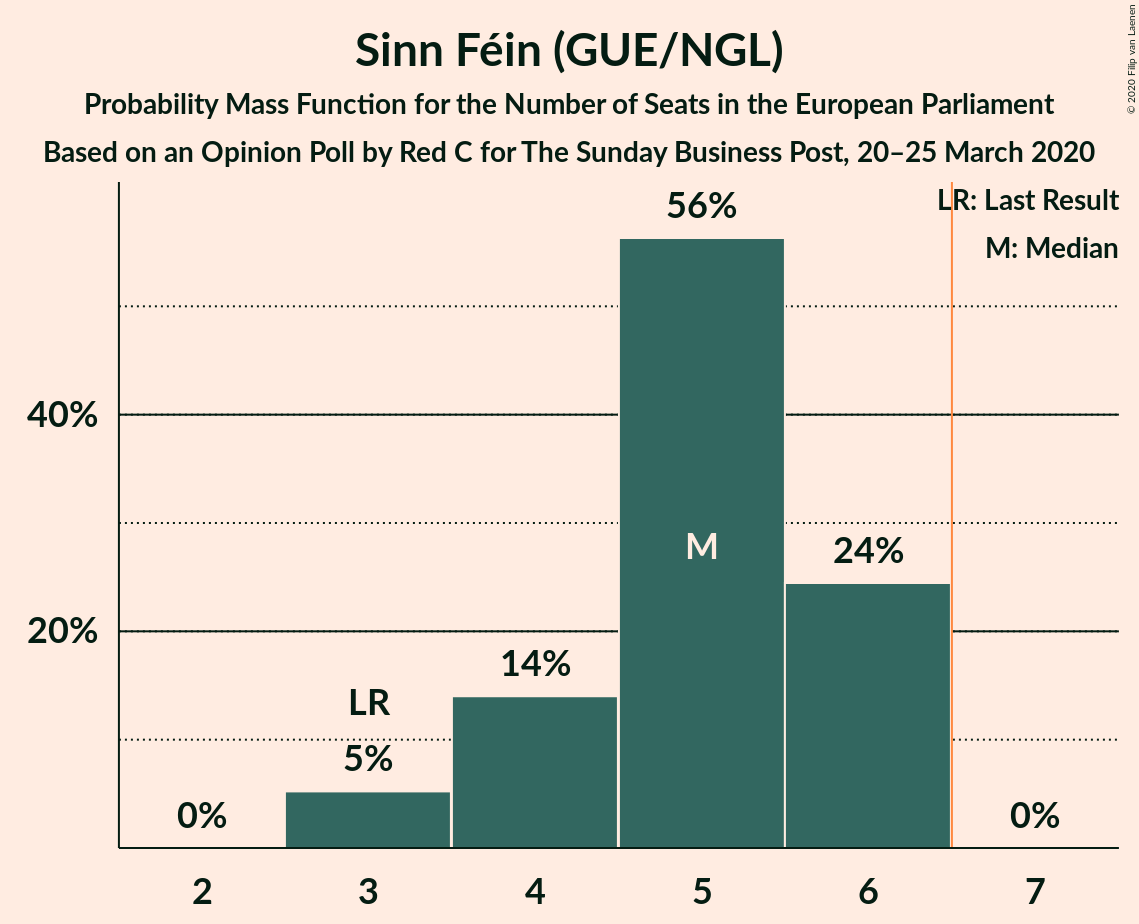 Sinn Féin (GUE/NGL)
Probability Mass Function for the Number of Seats in the European Parliament
Based on an Opinion Poll by Red C for The Sunday Business Post, 20–25 March 2020
© 2020 Filip van Laenen
LR: Last Result
M: Median
56%
40%
M
24%
20%
14%
LR
5%
0%
0%
2
3
4
5
6
7